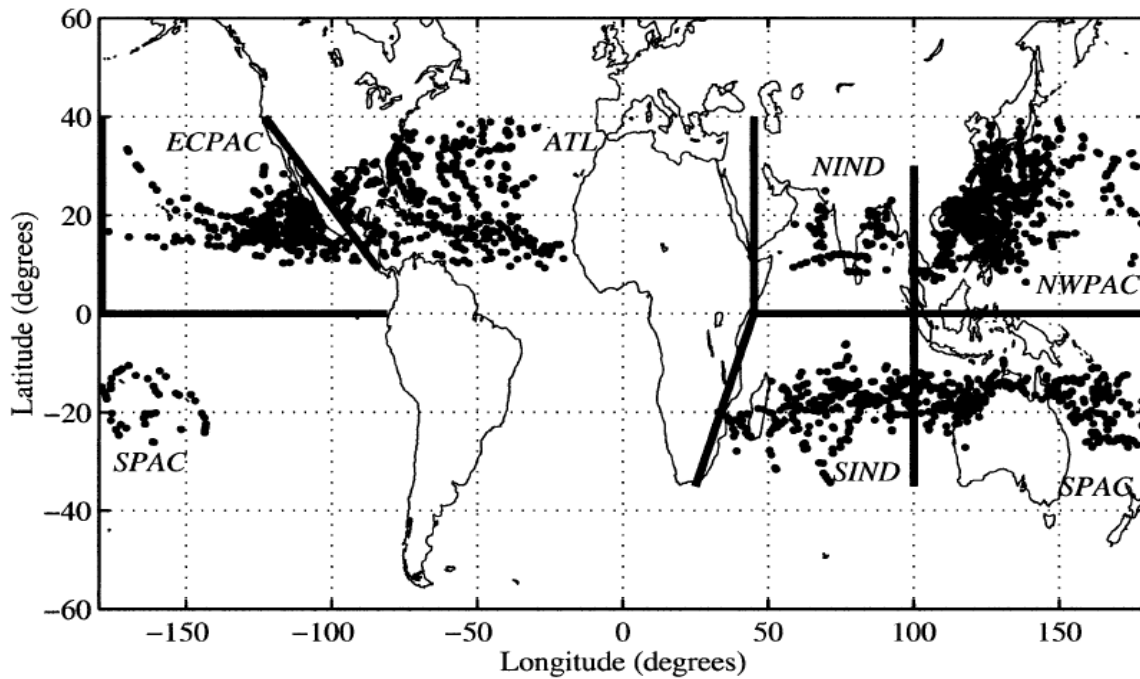 60
40
20
0
−20
−40
−60
Latitude (degrees)
ECPAC
ATL
NIND
NWPAC
SPAC
SIND
SPAC
−150
−100
−50
0
50
100
150
Longitude (degrees)